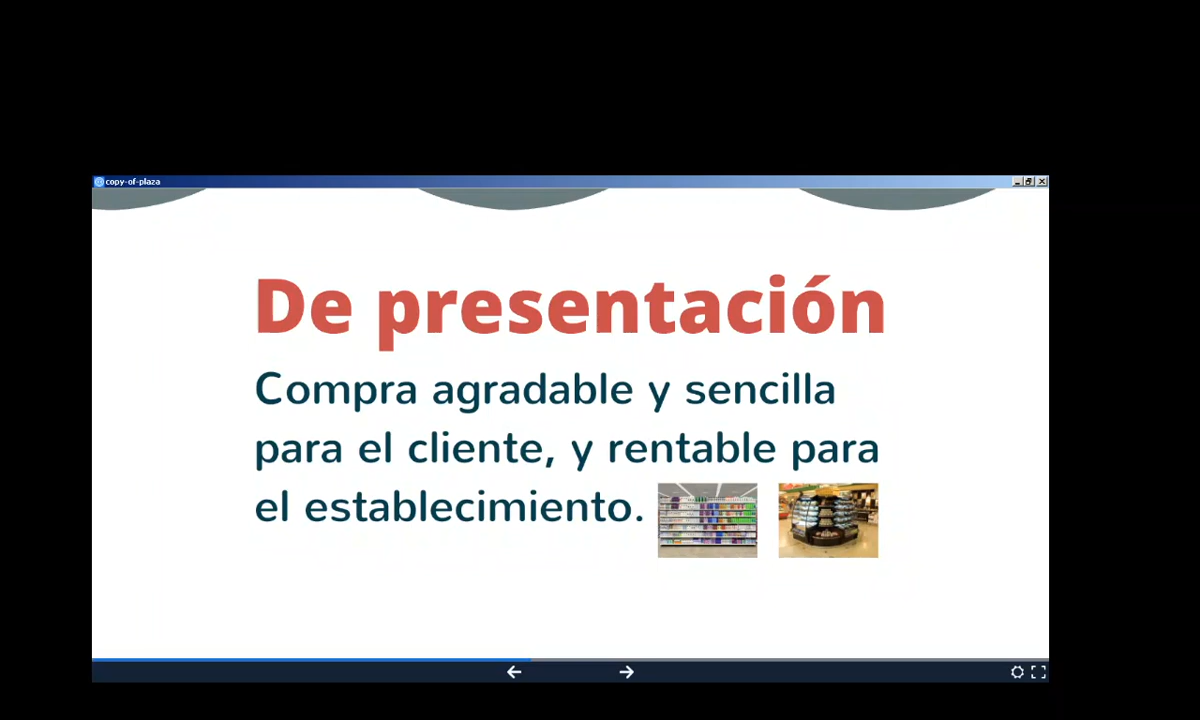 copy-of-plaza
De presentación
Compra agradable y sencilla
para el cliente, y rentable para
el establecimiento.